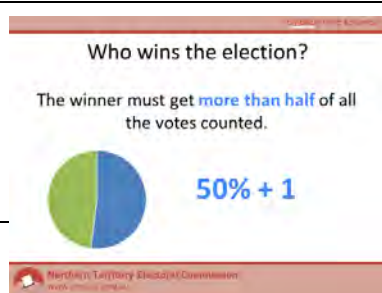 Who wins the election?
The winner must get more than half of all
the votes counted.
50% + 1
Northern Territory Electoral Commission